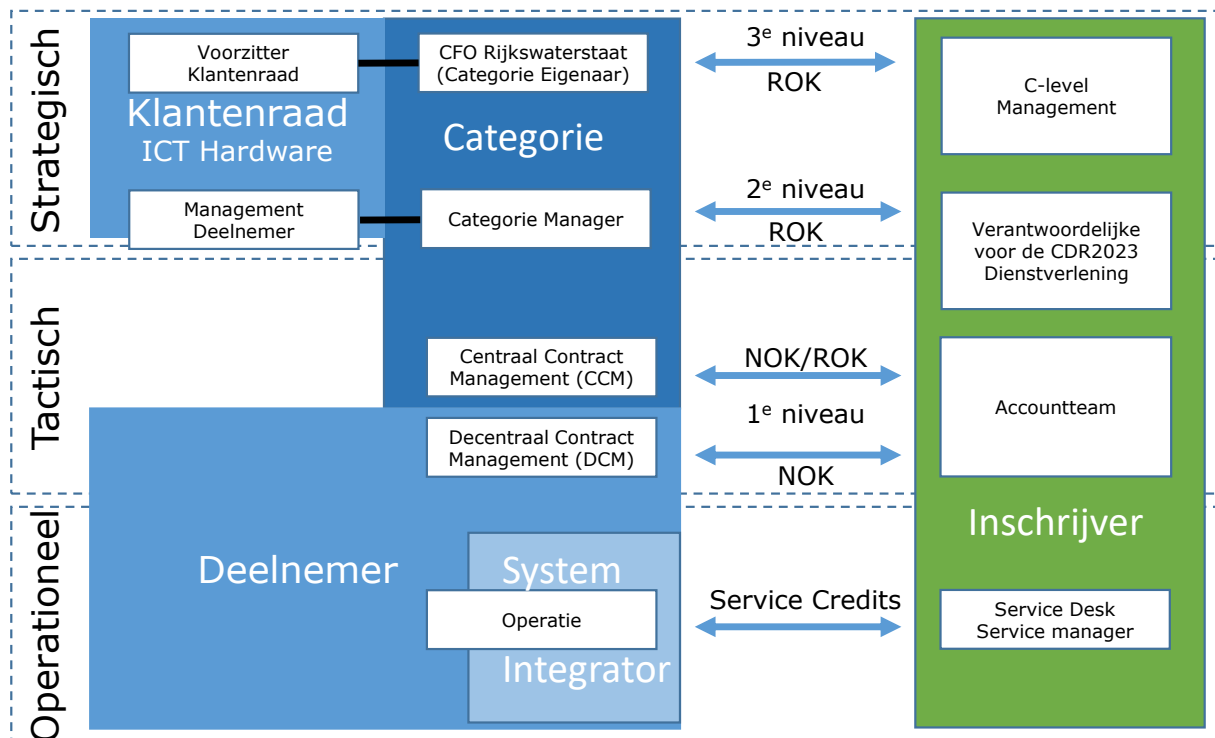 Strategisch
Voorzitter
Klantenraad
CFO Rijkswaterstaat
(Categorie Eigenaar)
3e niveau
ROK
C-level
Management
Klantenraad
ICT Hardware
Categorie
Management
Deelnemer
Categorie Manager
2e niveau
ROK
Verantwoordelijke
voor de CDR2023
Dienstverlening
Tactisch
Centraal Contract
Management (CCM)
NOK/ROK
Accountteam
1e niveau
Decentraal Contract
Management (DCM)
NOK
Operationeel
Deelnemer
System
Operatie
Integrator
Service Credits
Inschrijver
Service Desk
Service manager